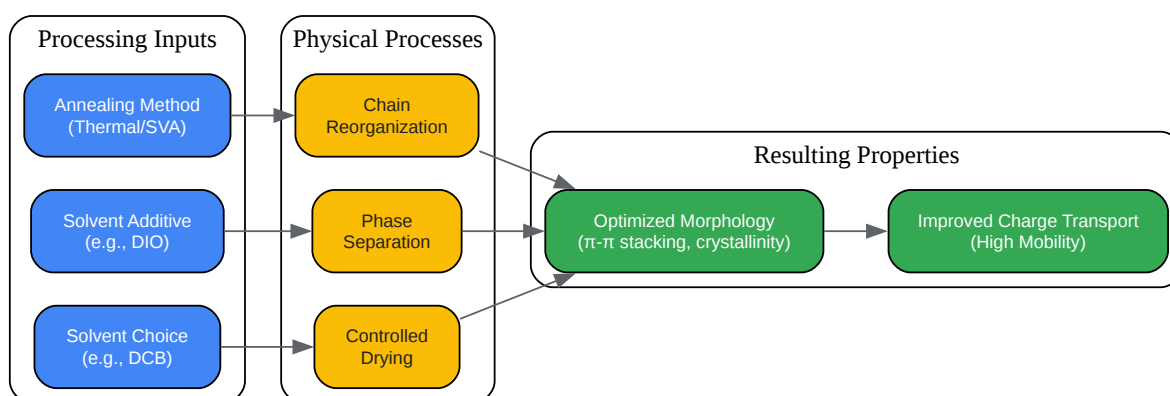 Processing Inputs
Annealing Method
(Thermal/SVA)
Solvent Additive
(e.g., DIO)
Solvent Choice
(e.g., DCB)
Physical Processes
Chain
Reorganization
Phase
Separation
Controlled
Drying
Resulting Properties
Optimized Morphology
(π-π stacking, crystallinity)
Improved Charge Transport
(High Mobility)